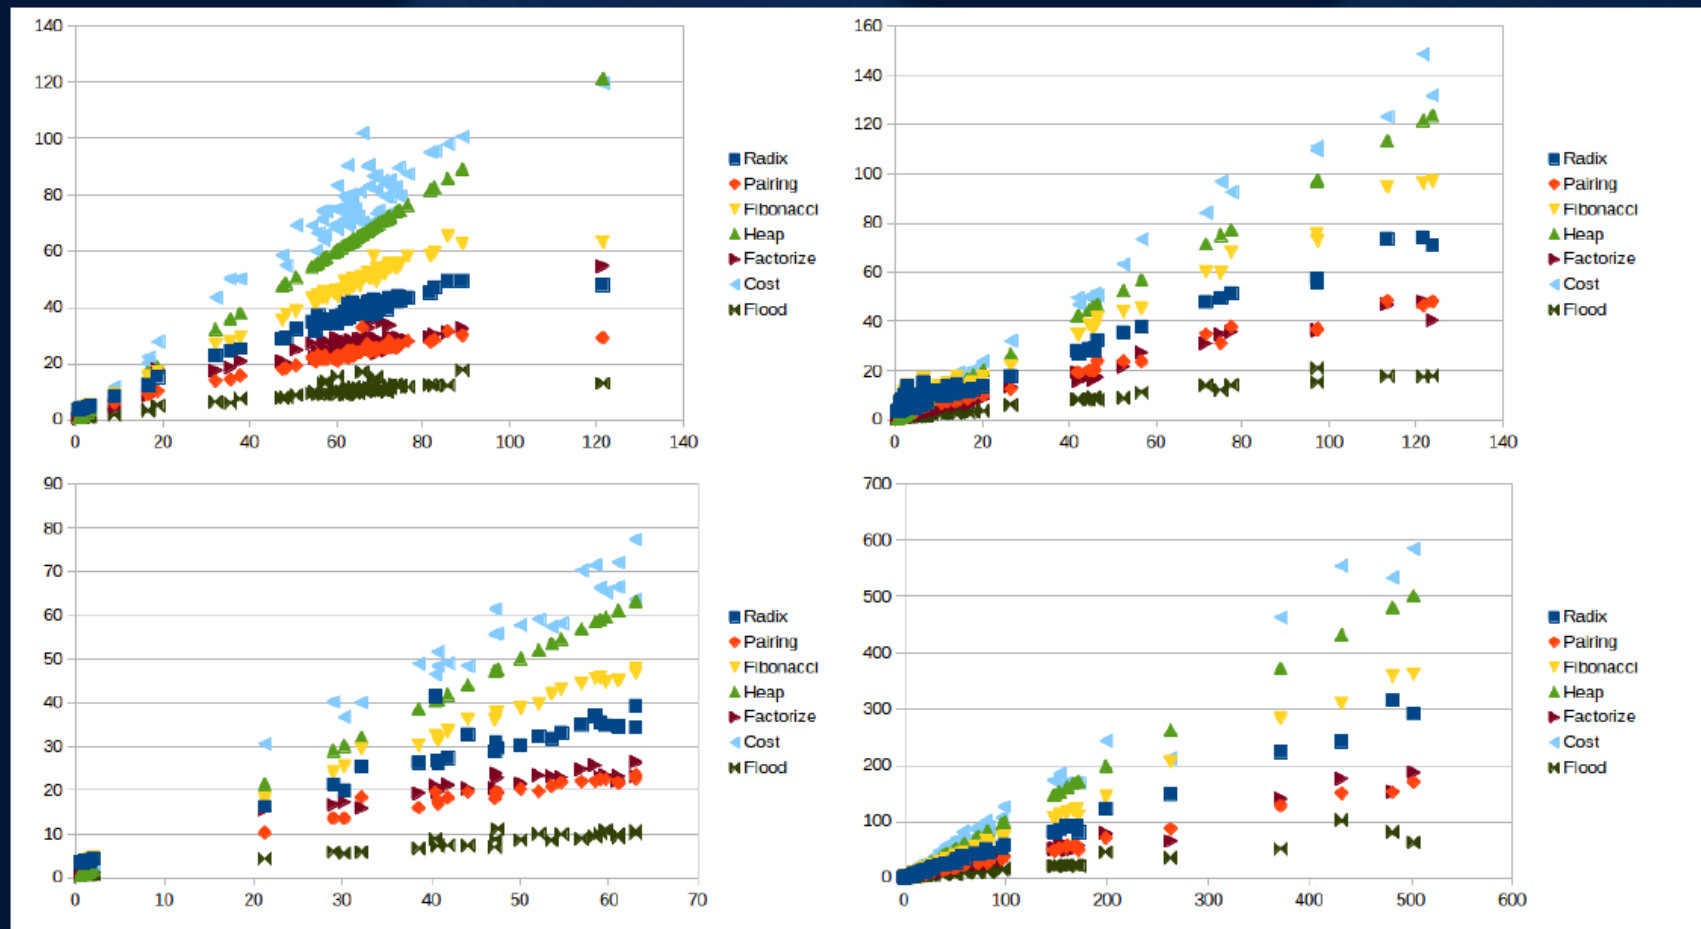 140
120
100
80
60
40
20
0
0 20 40 60 80 100 120 140
Radix
Pairing
Fibonacci
Heap
Factorize
Cost
Flood
160
140
120
100
80
60
40
20
0
0 20 40 60 80 100 120 140
Radix
Pairing
Fibonacci
Heap
Factorize
Cost
Flood
90
80
70
60
50
40
30
20
10
0
0 10 20 30 40 50 60 70
Radix
Pairing
Fibonacci
Heap
Factorize
Cost
Flood
700
600
500
400
300
200
100
0
0 100 200 300 400 500 600
Radix
Pairing
Fibonacci
Heap
Factorize
Cost
Flood